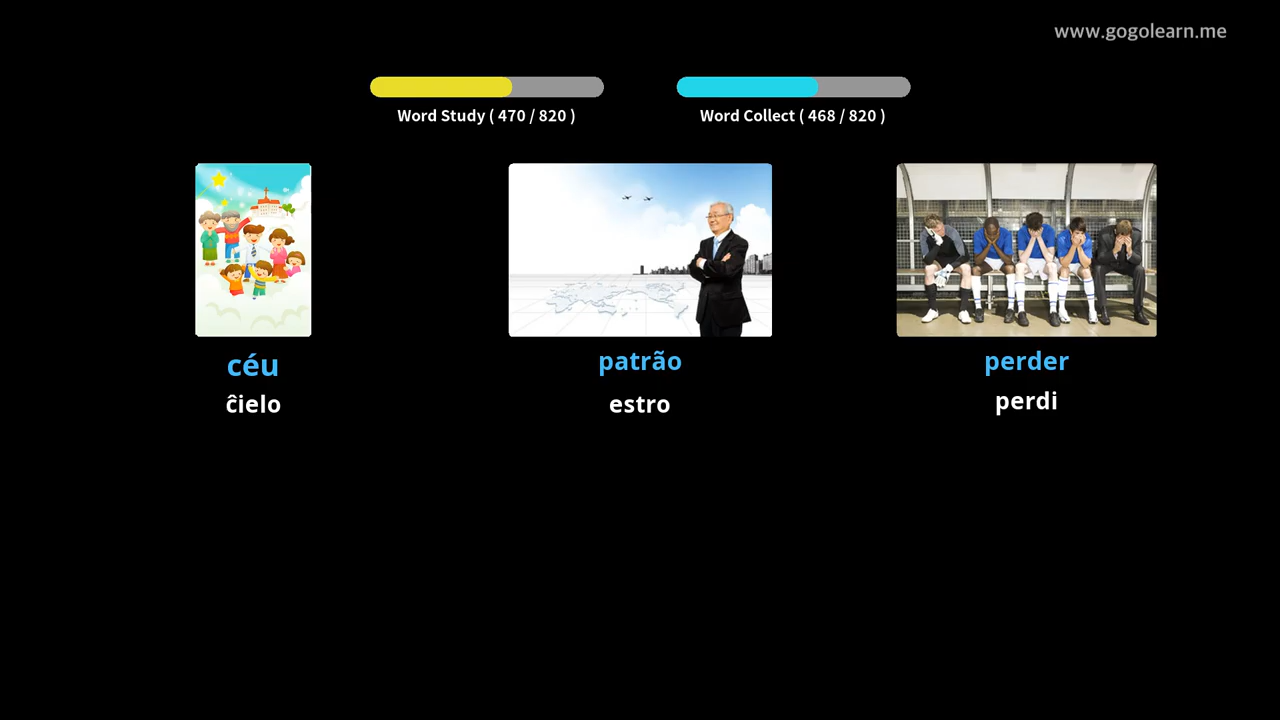 www.gogolearn.me
Word Study ( 470 / 820 )
Word Collect ( 468 / 820 )
céu
patrão
perder
ĉielo
estro
perdi